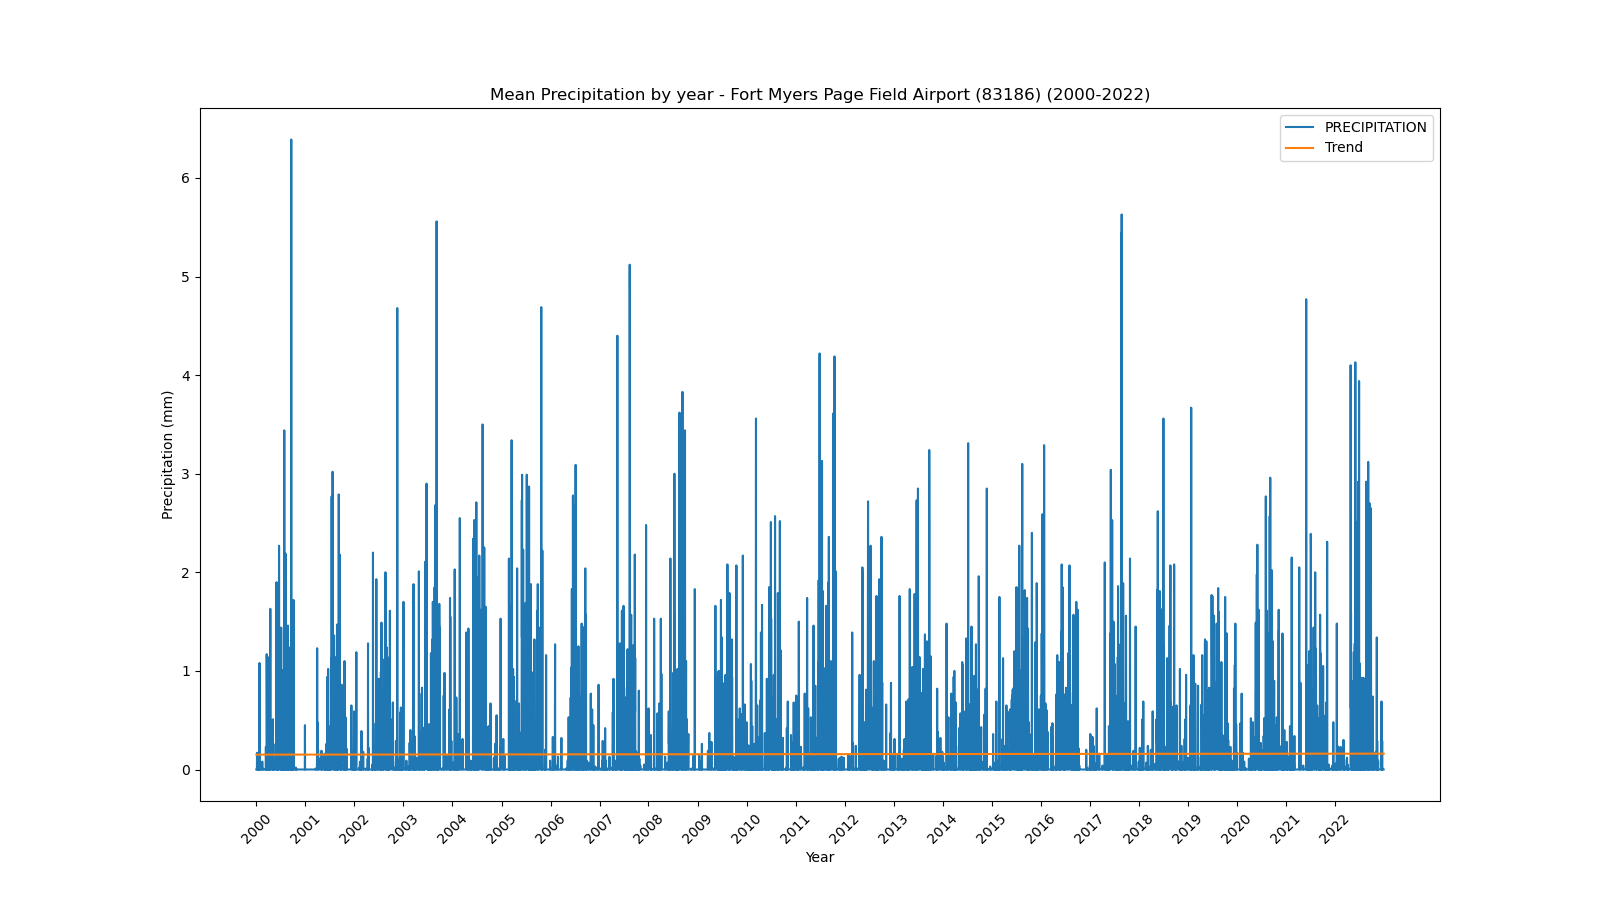 Mean Precipitation by year - Fort Myers Page Field Airport (83186) (2000-2022)
PRECIPITATION
Trend
Precipitation (mm)
6
5
4
3
2
1
0
2000 2001 2002 2003 2004 2005 2006 2007 2008 2009 2010 2011 2012 2013 2014 2015 2016 2017 2018 2019 2020 2021 2022
Year